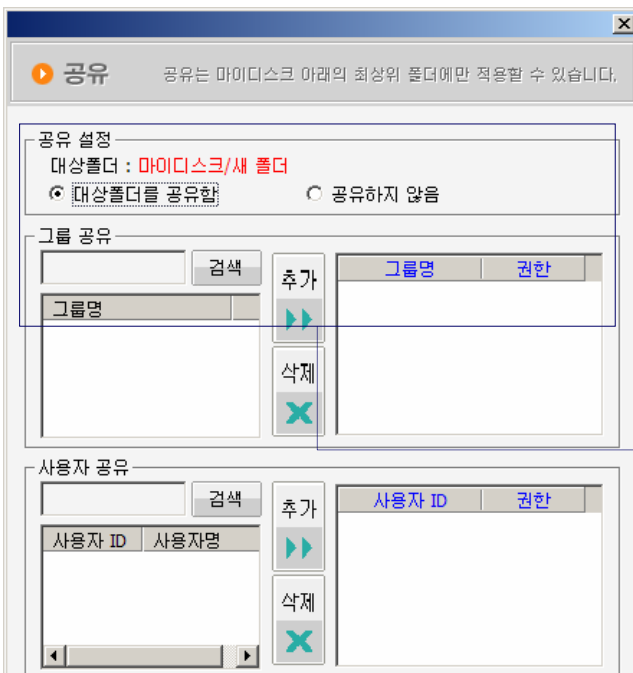 공유 공유는 마이디스크 아래의 최상위 폴더에만 적용할 수 있습니다.
공유 설정
대상폴더 : 마이디스크/새 폴더
대상폴더를 공유함 공유하지 않음
그룹 공유
검색 추가 그룹명 권한
그룹명
삭제
사용자 공유
검색 추가 사용자 ID 권한
사용자 ID 사용자명
삭제